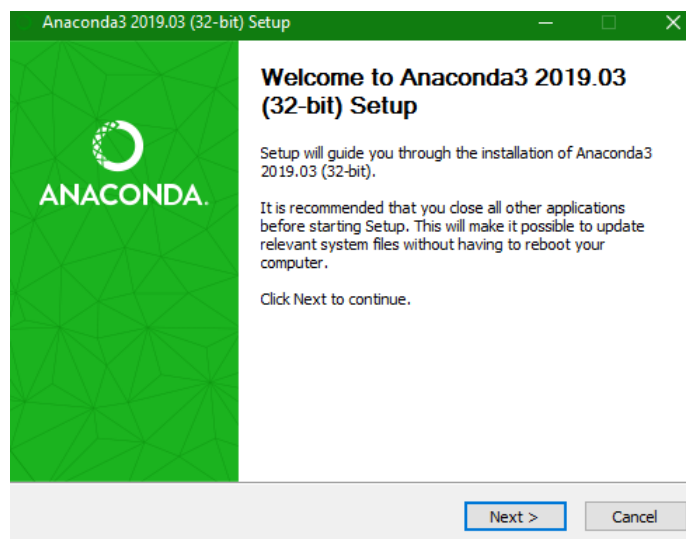 Anaconda3 2019.03 (32-bit) Setup
ANACONDA.
Welcome to Anaconda3 2019.03
(32-bit) Setup
Setup will guide you through the installation of Anaconda3
2019.03 (32-bit).
It is recommended that you close all other applications
before starting Setup. This will make it possible to update
relevant system files without having to reboot your
computer.
Click Next to continue.
Next >
Cancel